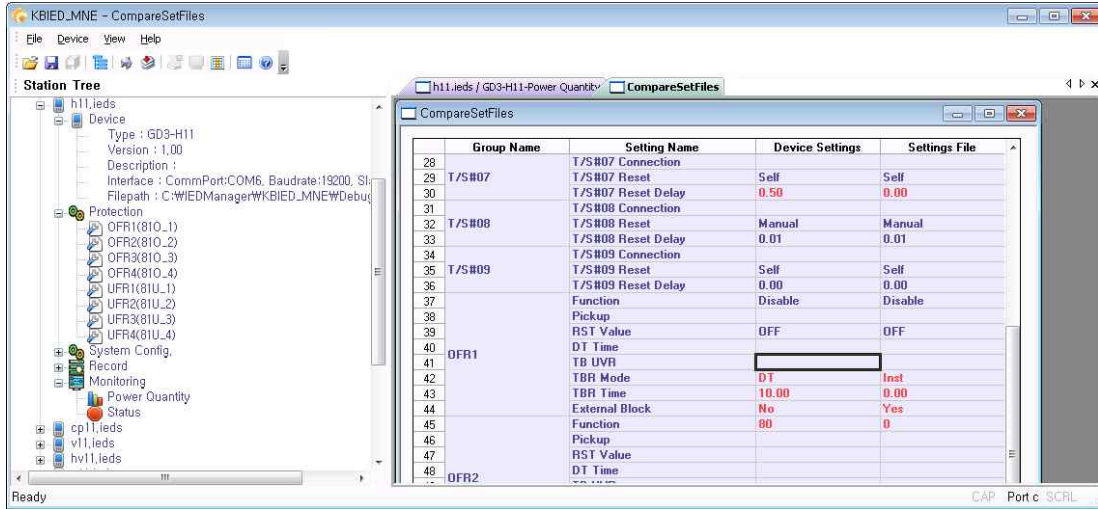 KBIED_MNE - CompareSetFiles
File Device View Help
Station Tree
h11.ieds
Device
Type : GD3-H11
Version : 1,00
Description :
Interface : CommPort:COM6, Baudrate:19200, Sl
Filepath : C:₩IEDManager₩KBIED_MNE₩Debug
Protection
OFR1(81O_1)
OFR2(81O_2)
OFR3(81O_3)
OFR4(81O_4)
UFR1(81U_1)
UFR2(81U_2)
UFR3(81U_3)
UFR4(81U_4)
System Config,
Record
Monitoring
Power Quantity
Status
cp11,ieds
v11,ieds
hv11,ieds
h11.ieds / GD3-H11-Power Quantity CompareSetFiles
CompareSetFiles
Group Name Setting Name Device Settings Settings File
28 T/S#07 Connection
29 T/S#07 T/S#07 Reset Self Self
30 T/S#07 Reset Delay 0.50 0.00
31 T/S#08 Connection
32 T/S#08 T/S#08 Reset Manual Manual
33 T/S#08 Reset Delay 0.01 0.01
34 T/S#09 Connection
35 T/S#09 T/S#09 Reset Self Self
36 T/S#09 Reset Delay 0.00 0.00
37 Function Disable Disable
38 Pickup
39 RST Value OFF OFF
40 DT Time
OFR1
41 TB UVR
42 TBR Mode DT Inst
43 TBR Time 10.00 0.00
44 External Block No Yes
45 Function 80 0
46 Pickup
47 RST Value
48 DT Time
OFR2
Ready CAP Port c SCRL